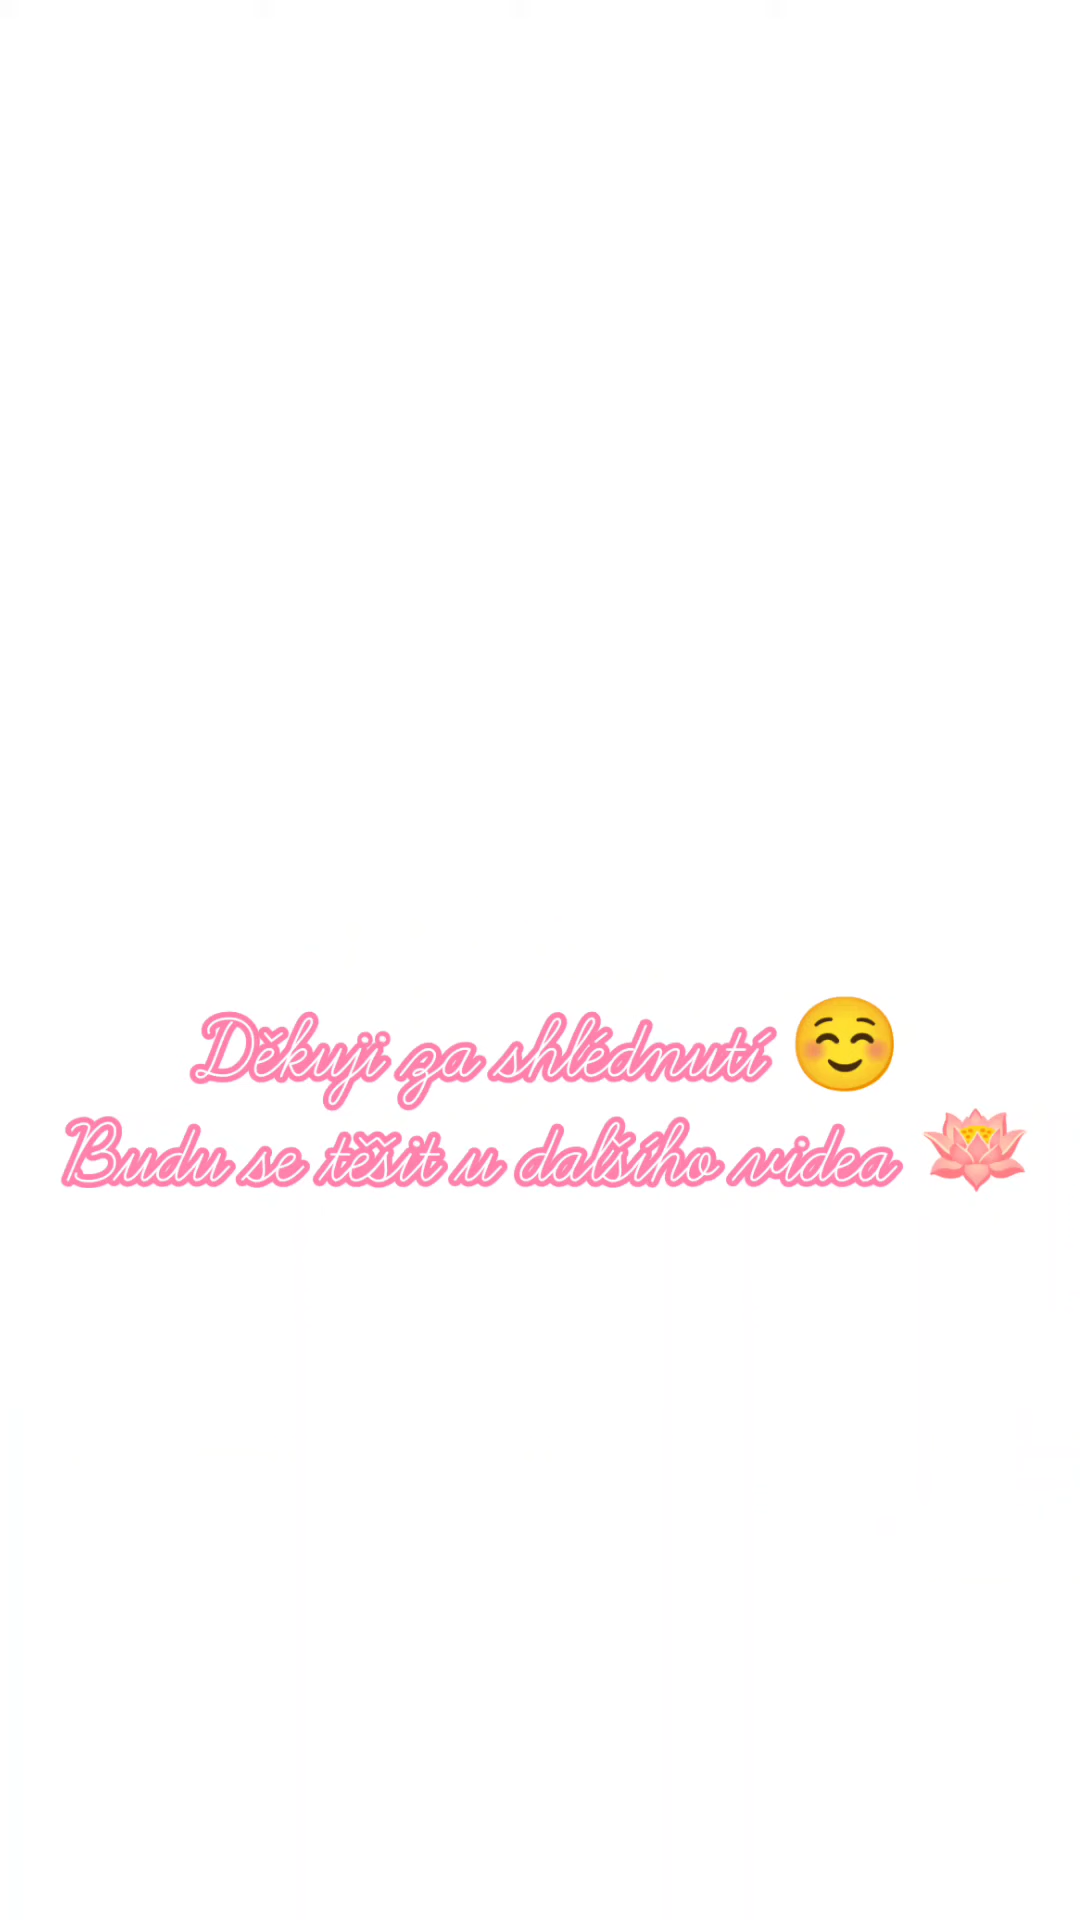 Děkuji za shlédnutí ☺️
Budu se těšit u dalšího videa 🪷